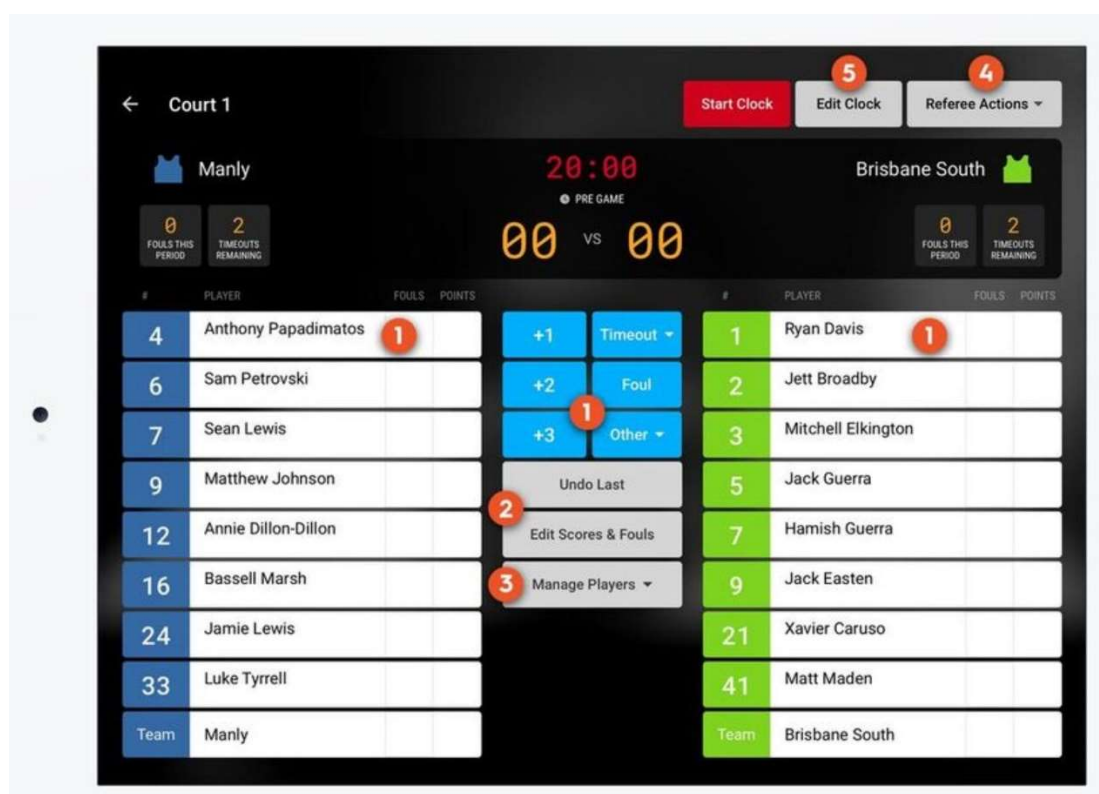 5
4
← Court 1
Start Clock
Edit Clock
Referee Actions
Manly
20:00
Brisbane South
PRE GAME
0
FOULS THIS
PERIOD
2
TIMEOUTS
REMAINING
00 VS 00
0
FOULS THIS
PERIOD
2
TIMEOUTS
REMAINING
# PLAYER FOULS POINTS
4 Anthony Papadimatos 1
6 Sam Petrovski
7 Sean Lewis
9 Matthew Johnson
12 Annie Dillon-Dillon
16 Bassell Marsh
24 Jamie Lewis
33 Luke Tyrrell
Team Manly
+1 Timeout
+2 Foul
1
+3 Other
Undo Last
2
Edit Scores & Fouls
3 Manage Players
# PLAYER FOULS POINTS
1 Ryan Davis 1
2 Jett Broadby
3 Mitchell Elkington
5 Jack Guerra
7 Hamish Guerra
9 Jack Easten
21 Xavier Caruso
41 Matt Maden
Team Brisbane South